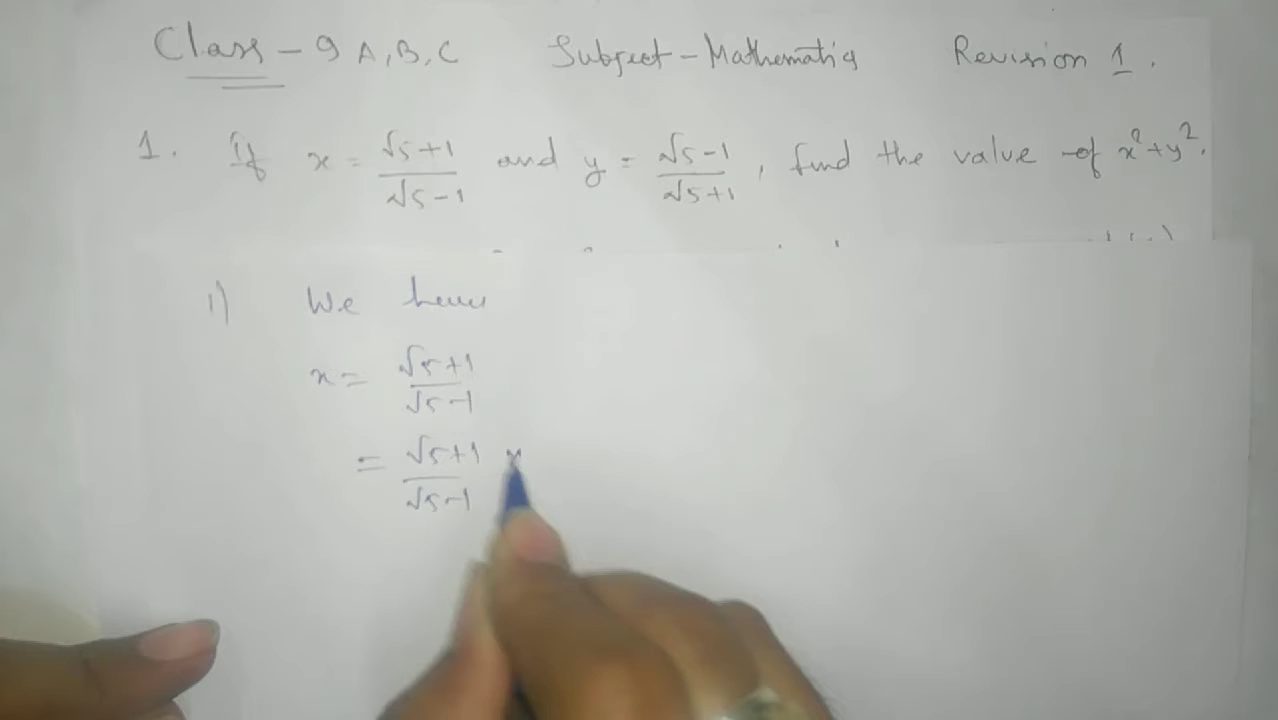 Class - 9 A, B, C Subject - Mathematics Revision 1.
1. If x = √5+1/√5-1 and y = √5-1/√5+1, find the value of x²+y².
1) We have
x = √5+1/√5-1
= √5+1/√5-1 ×